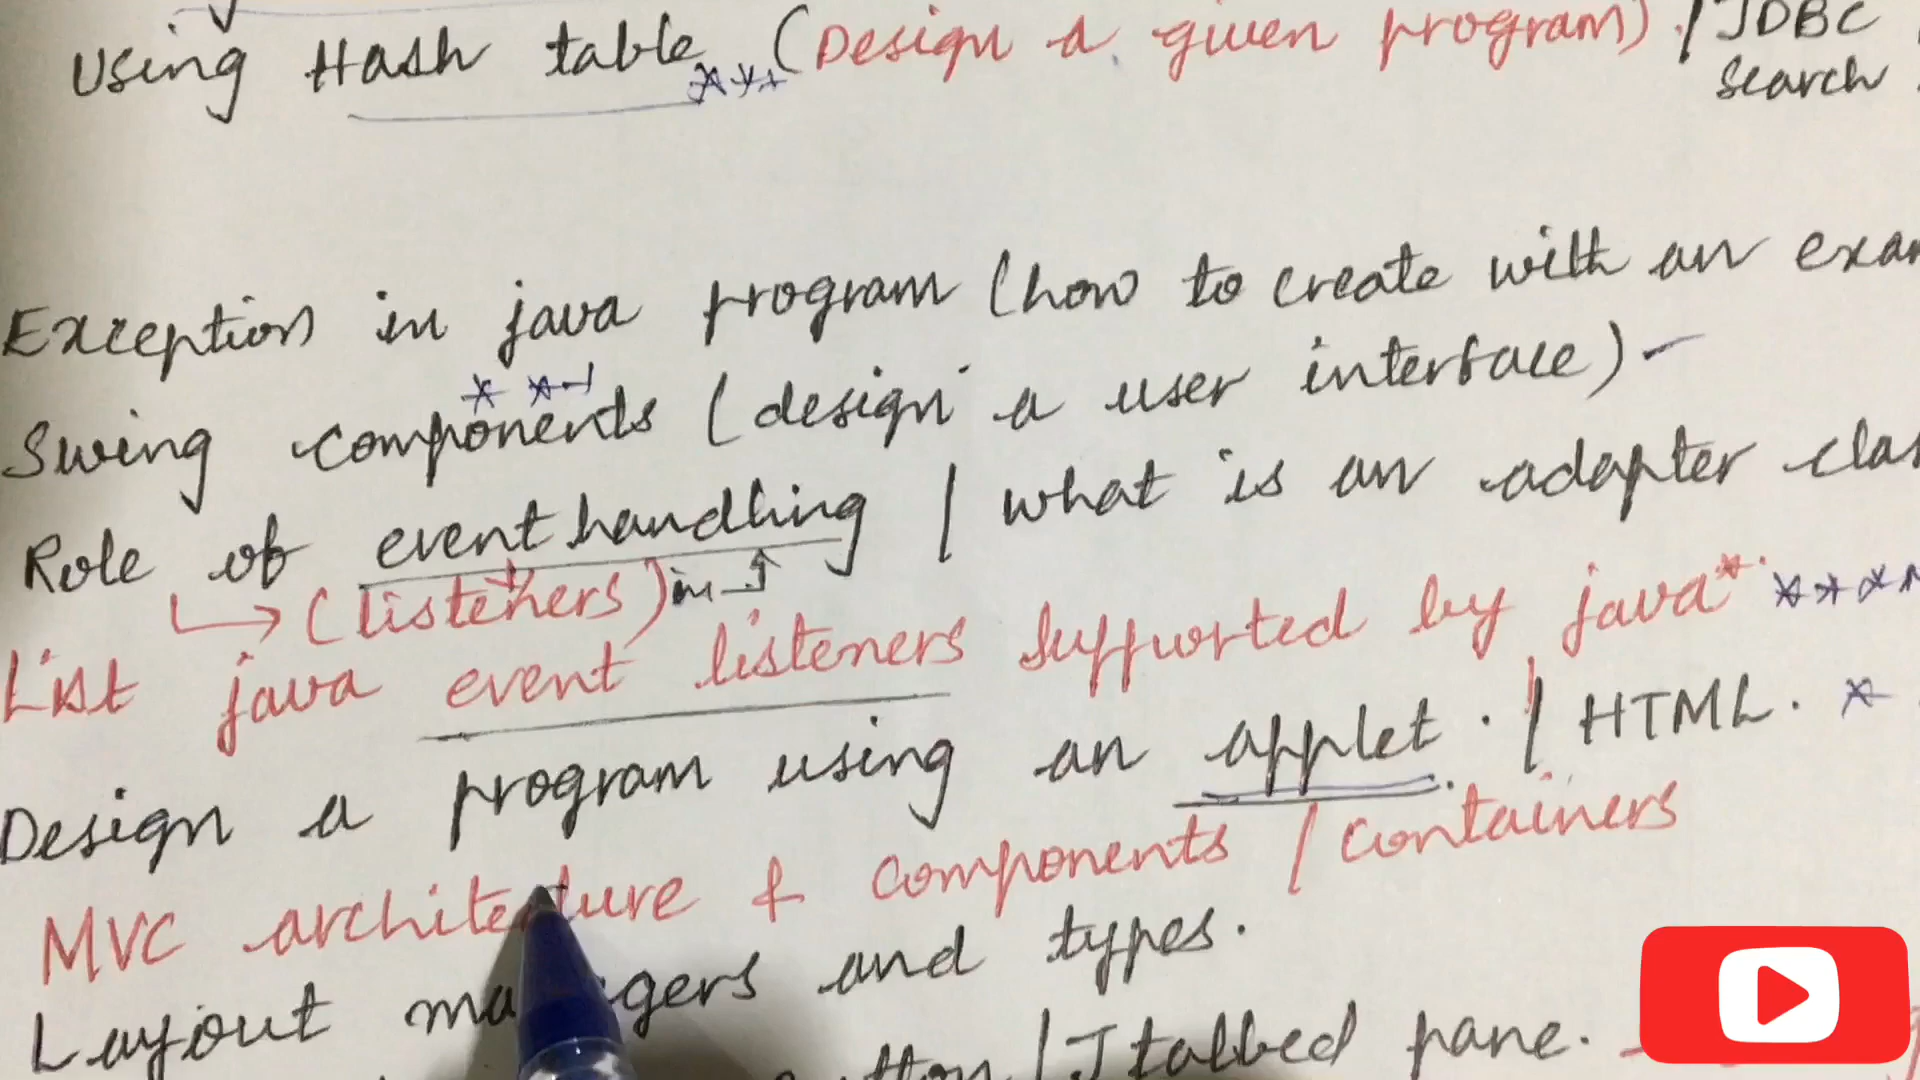 Using Hash table *** (Design a given program). / JDBC
search
Exception in java program (how to create with an
Swing components (design a user interface) -
** 
Role of event handling / what is an adapter
↳ (listeners) in J
List java event listeners supported by java* ****
Design a program using an applet. / HTML. *
MVC architecture & components / containers
Layout managers and types.
/ Jtabbed pane.